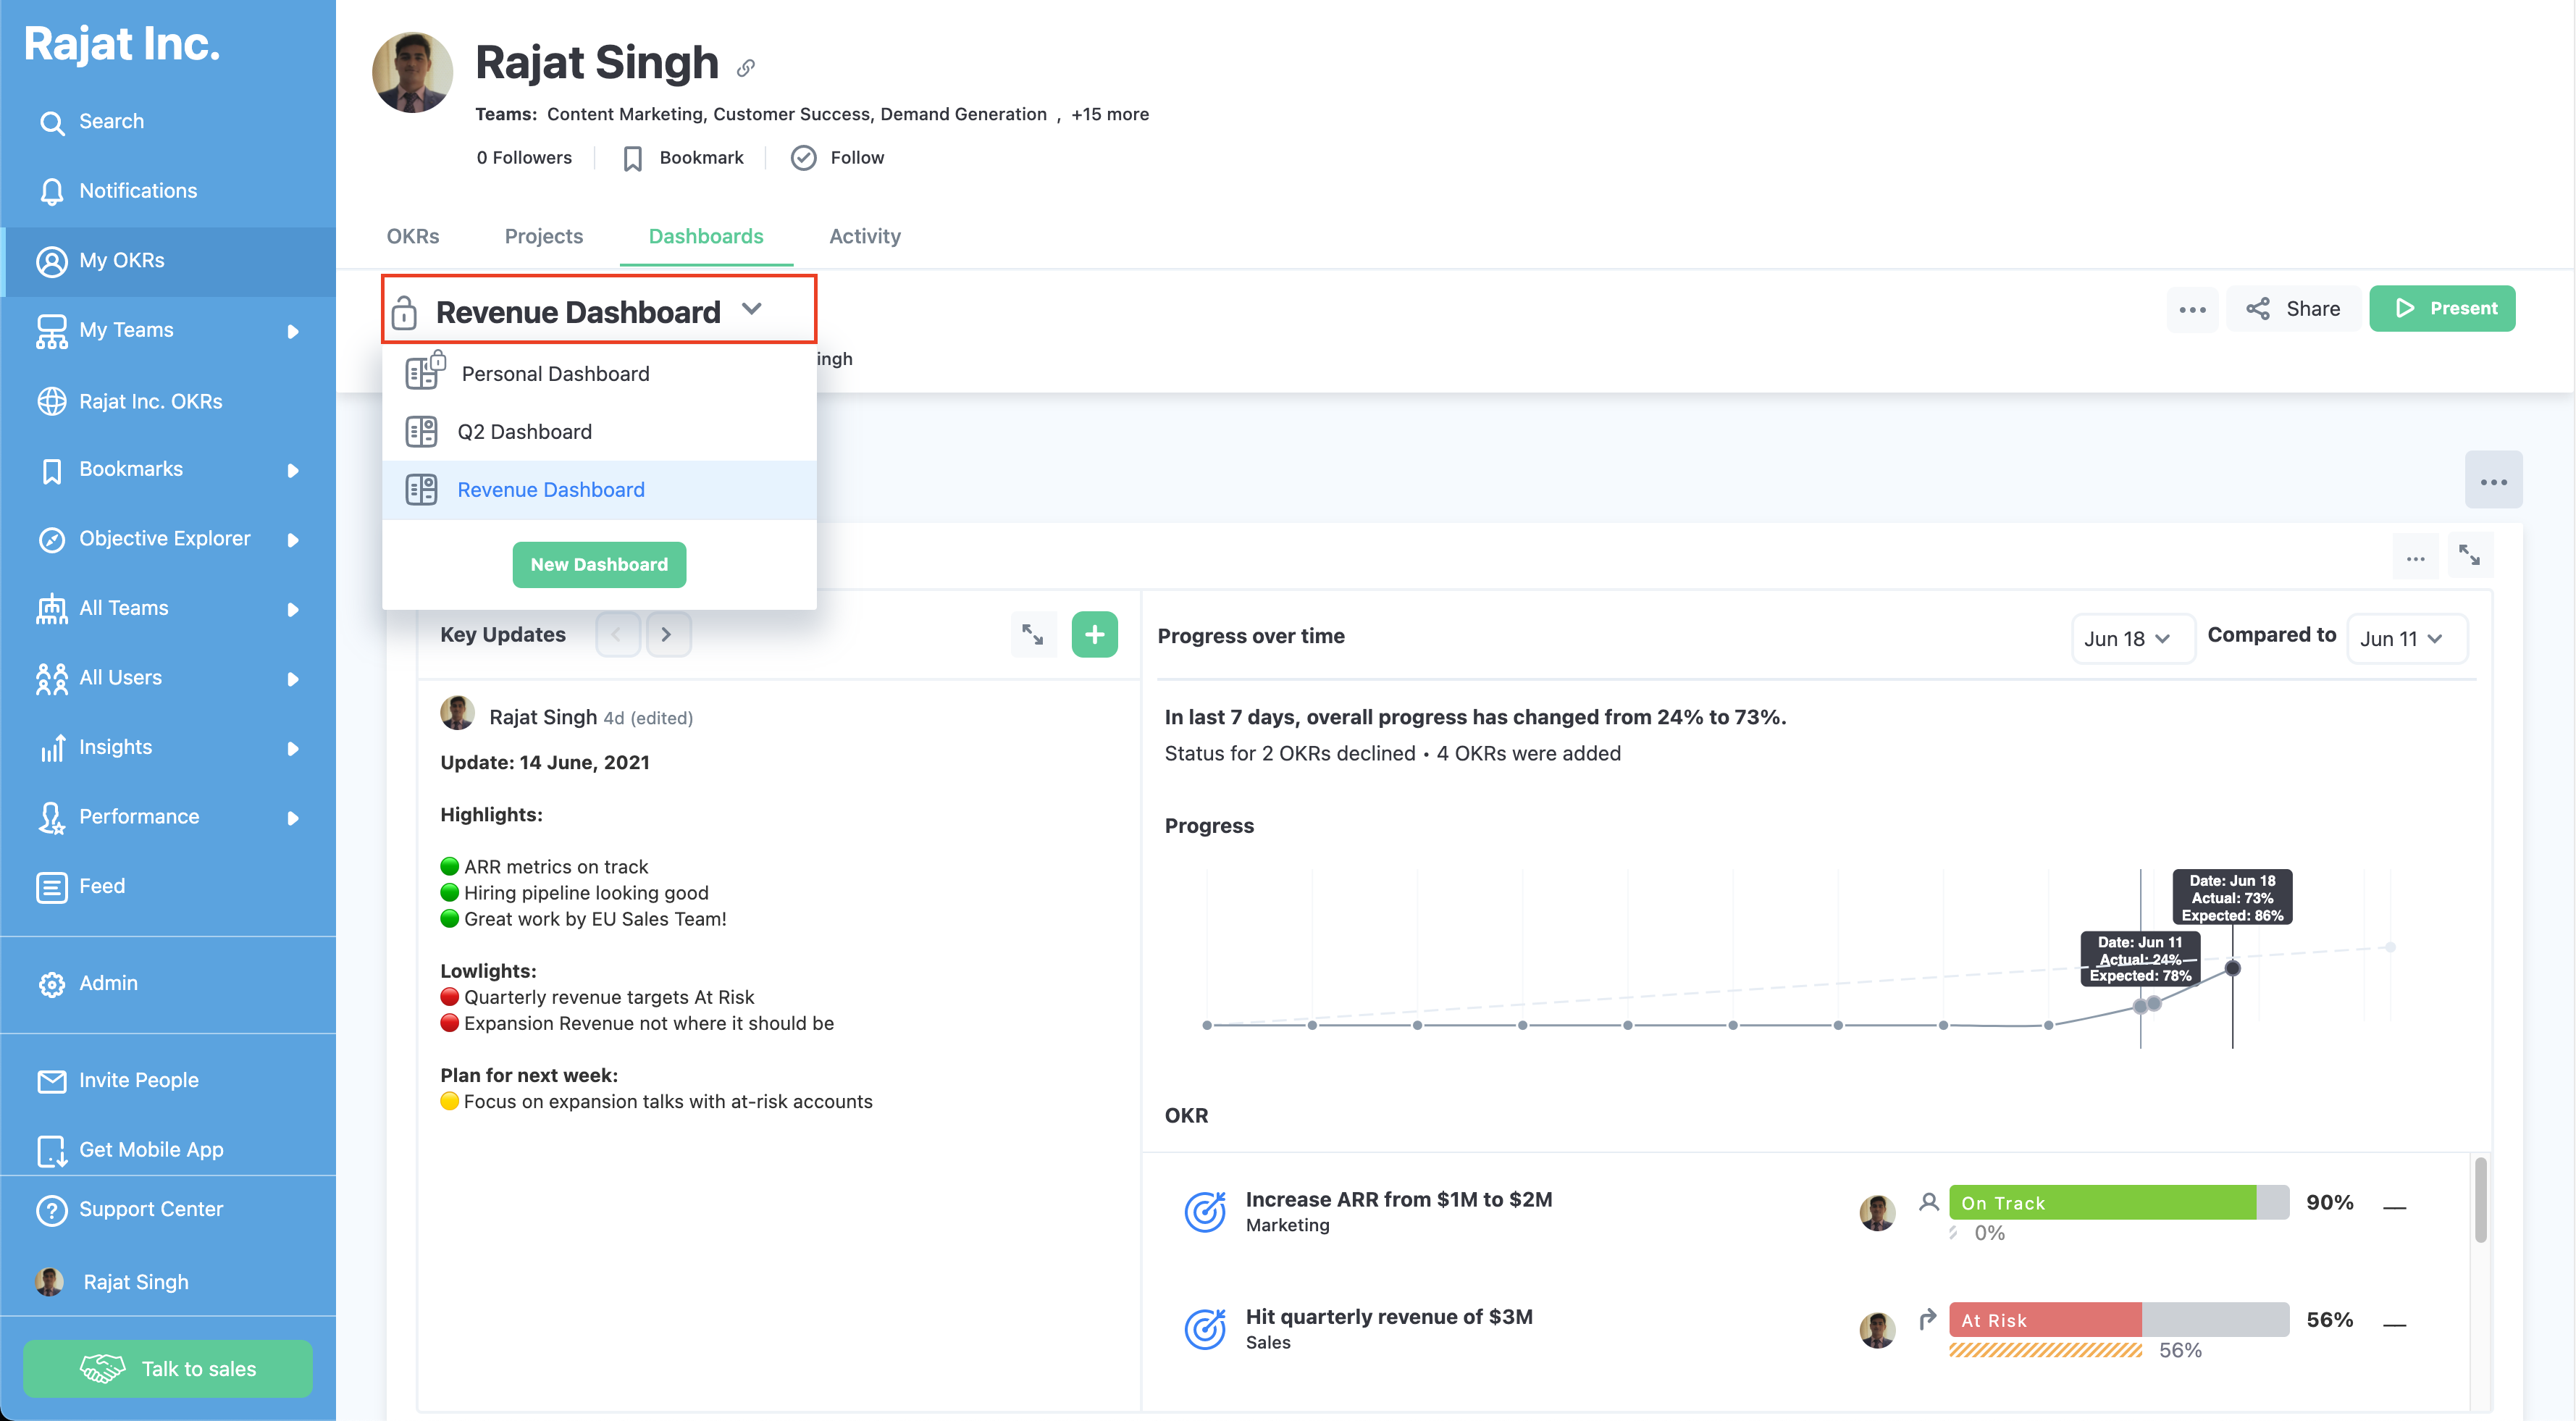 Rajat Inc.
Search
Notifications
My OKRs
My Teams
Rajat Inc. OKRs
Bookmarks
Objective Explorer
All Teams
All Users
Insights
Performance
Feed
Admin
Invite People
Get Mobile App
Support Center
Rajat Singh
Talk to sales
Rajat Singh
Teams: Content Marketing, Customer Success, Demand Generation , +15 more
0 Followers Bookmark Follow
OKRs Projects Dashboards Activity
Revenue Dashboard
Share Present
ingh
Personal Dashboard
Q2 Dashboard
Revenue Dashboard
New Dashboard
Key Updates
Rajat Singh 4d (edited)
Update: 14 June, 2021
Highlights:
ARR metrics on track
Hiring pipeline looking good
Great work by EU Sales Team!
Lowlights:
Quarterly revenue targets At Risk
Expansion Revenue not where it should be
Plan for next week:
Focus on expansion talks with at-risk accounts
Progress over time
Jun 18 Compared to Jun 11
In last 7 days, overall progress has changed from 24% to 73%.
Status for 2 OKRs declined • 4 OKRs were added
Progress
Date: Jun 18
Actual: 73%
Expected: 86%
Date: Jun 11
Actual: 24%
Expected: 78%
OKR
Increase ARR from $1M to $2M
Marketing
On Track 90%
0%
Hit quarterly revenue of $3M
Sales
At Risk 56%
56%